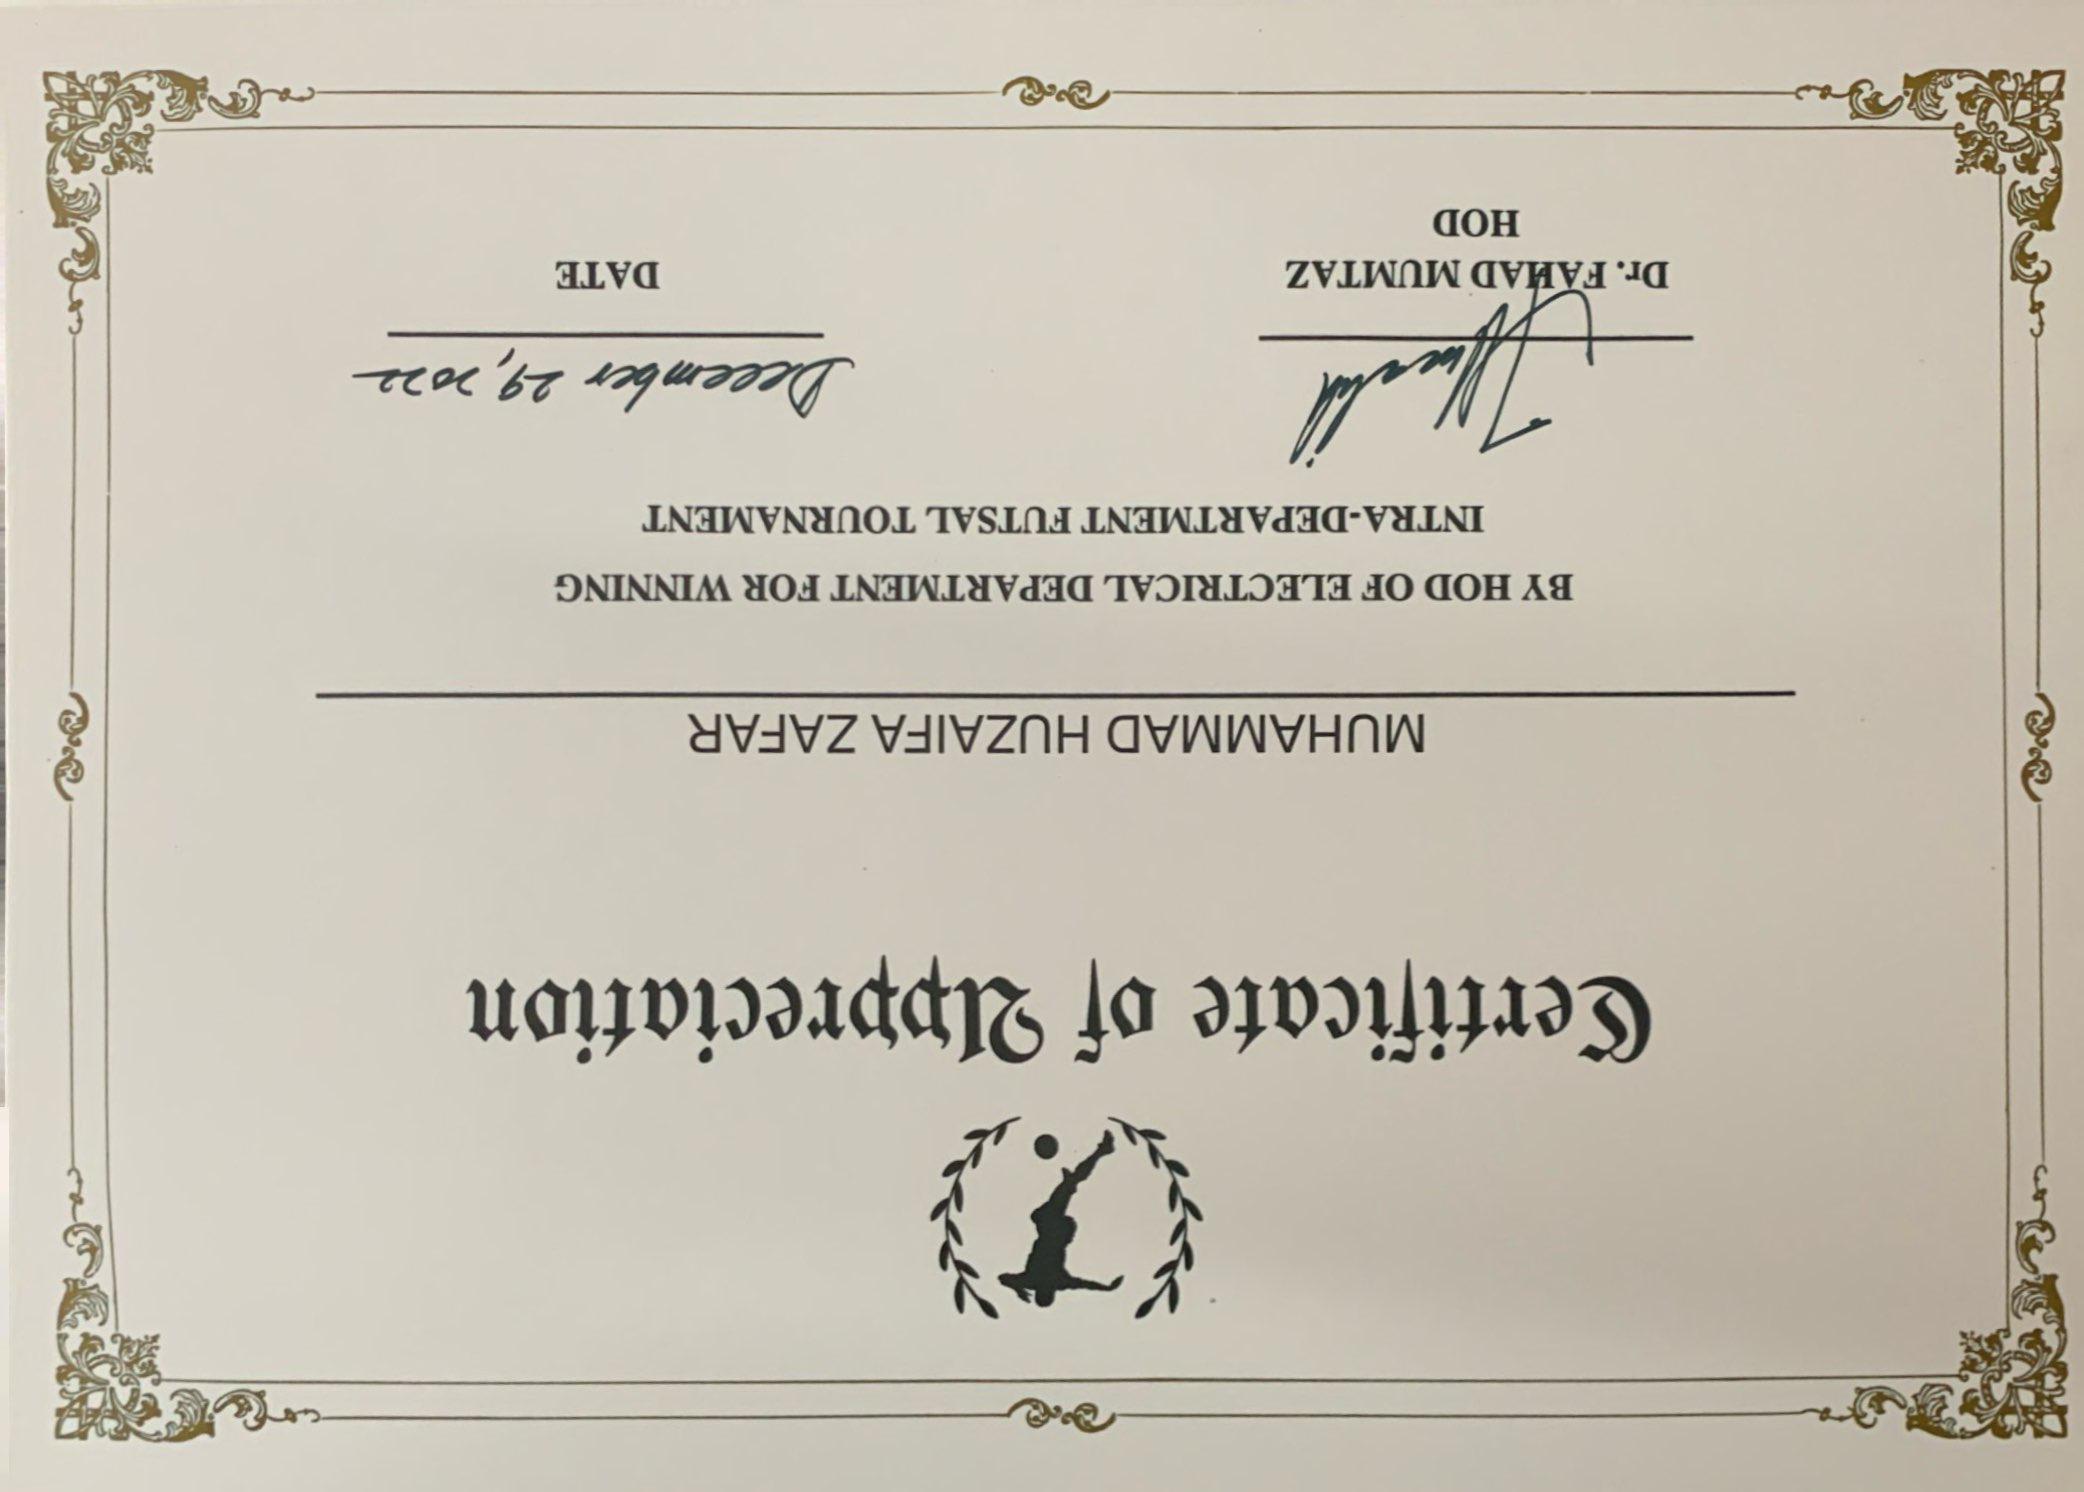 Certificate of Appreciation
MUHAMMAD HUZAIFA ZAFAR
BY HOD OF ELECTRICAL DEPARTMENT FOR WINNING
INTRA-DEPARTMENT FUTSAL TOURNAMENT
December 29, 2022
Dr. FAHAD MUMTAZ
DATE
HOD